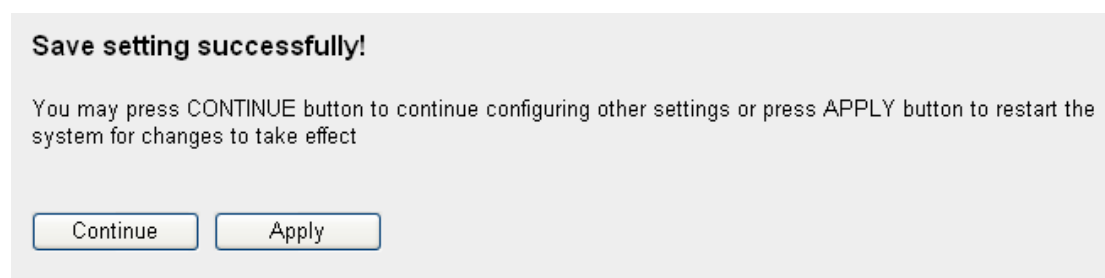 Save setting successfully!
You may press CONTINUE button to continue configuring other settings or press APPLY button to restart the
system for changes to take effect
Continue
Apply